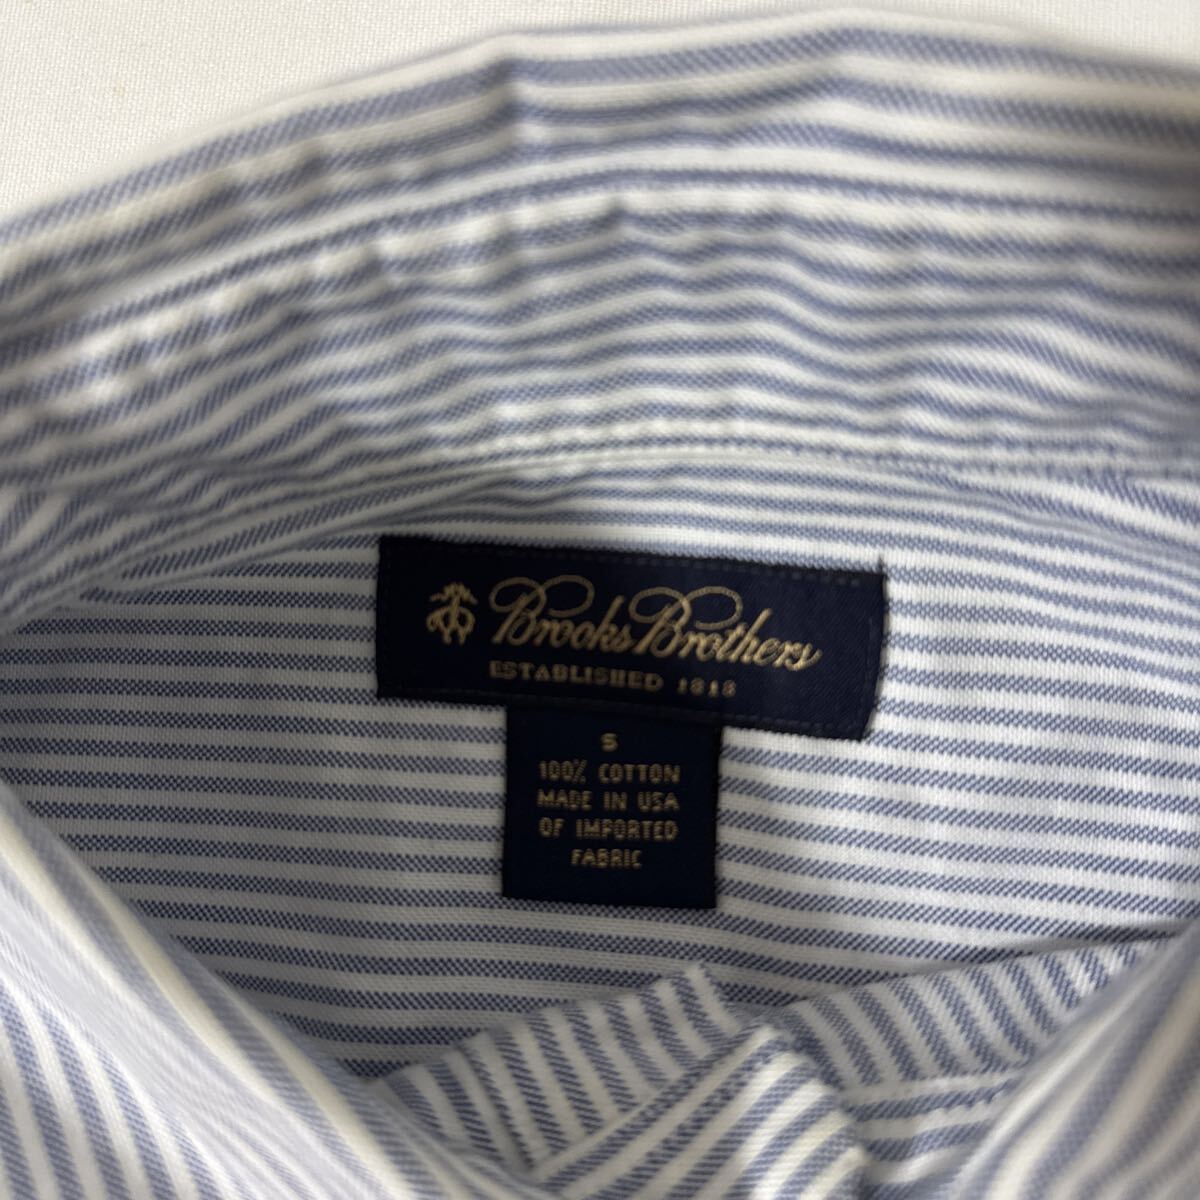 Brooks Brothers
ESTABLISHED 1818
S
100% COTTON
MADE IN USA
OF IMPORTED
FABRIC